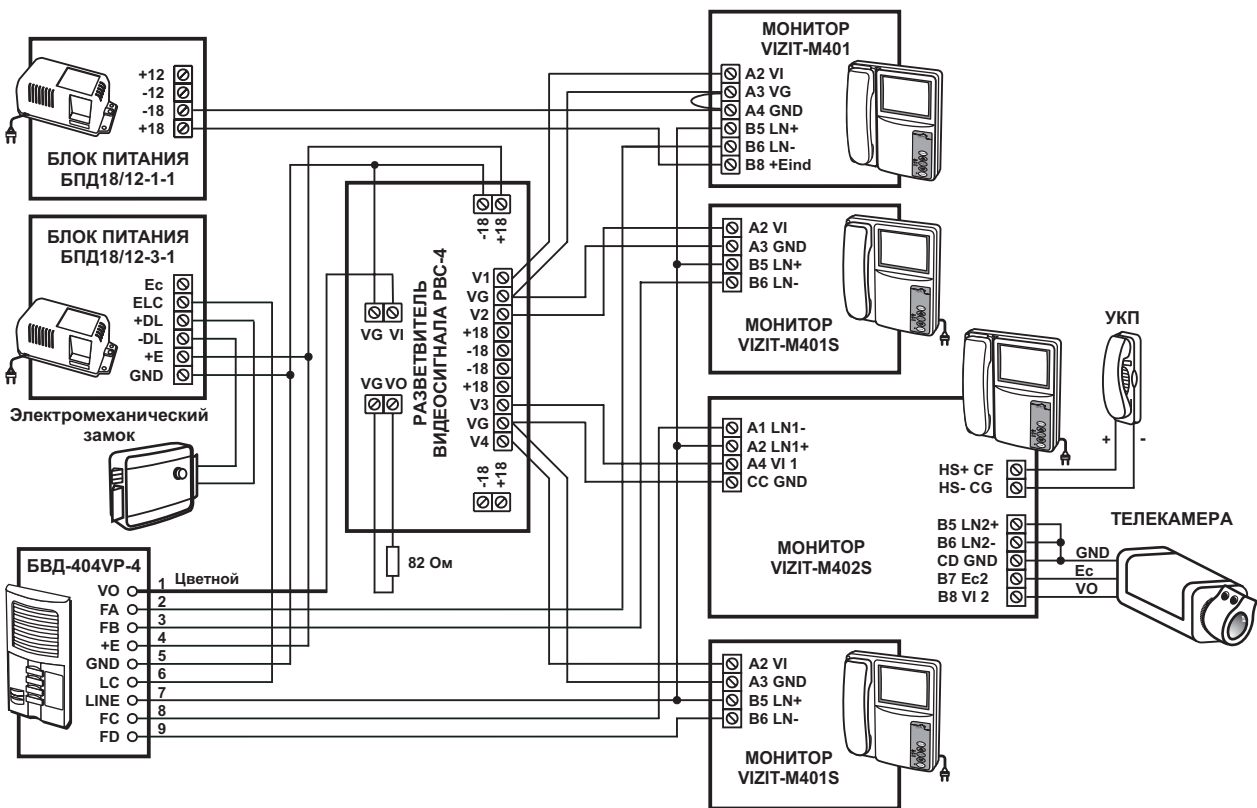 БЛОК ПИТАНИЯ
БПД18/12-1-1
+12
-12
-18
+18
БЛОК ПИТАНИЯ
БПД18/12-3-1
Ec
ELC
+DL
-DL
+E
GND
Электромеханический
замок
БВД-404VP-4
VO 1 Цветной
FA 2
FB 3
+E 4
GND 5
LC 6
LINE 7
FC 8
FD 9
РАЗВЕТВИТЕЛЬ
ВИДЕОСИГНАЛА РВС-4
-18
+18
VG VI
VG VO
V1
VG
V2
+18
-18
-18
+18
V3
VG
V4
-18
+18
82 Ом
МОНИТОР
VIZIT-M401
A2 VI
A3 VG
A4 GND
B5 LN+
B6 LN-
B8 +Eind
A2 VI
A3 GND
B5 LN+
B6 LN-
МОНИТОР
VIZIT-M401S
УКП
+ -
A1 LN1-
A2 LN1+
A4 VI 1
CC GND
HS+ CF
HS- CG
B5 LN2+
B6 LN2-
CD GND
B7 Ec2
B8 VI 2
МОНИТОР
VIZIT-M402S
ТЕЛЕКАМЕРА
GND
Ec
VO
A2 VI
A3 GND
B5 LN+
B6 LN-
МОНИТОР
VIZIT-M401S